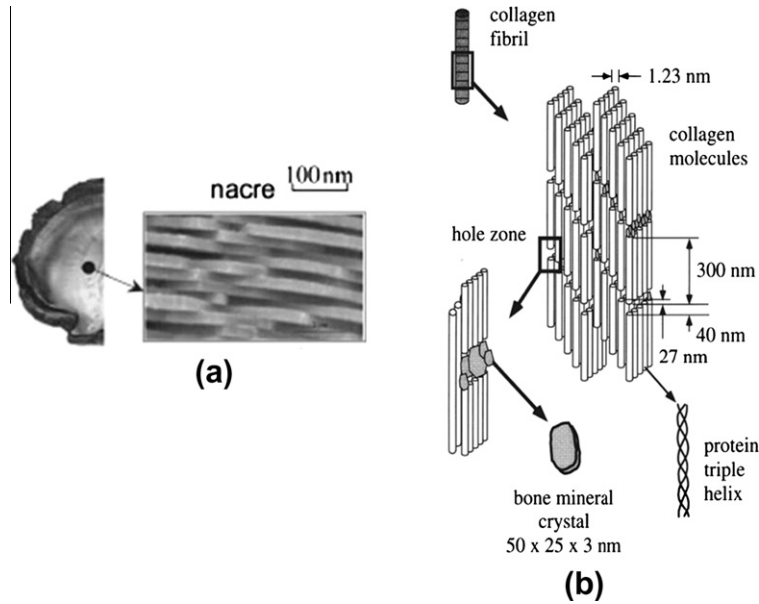 nacre 100nm
(a)
collagen
fibril
1.23 nm
collagen
molecules
hole zone
300 nm
40 nm
27 nm
protein
triple
helix
bone mineral
crystal
50 x 25 x 3 nm
(b)